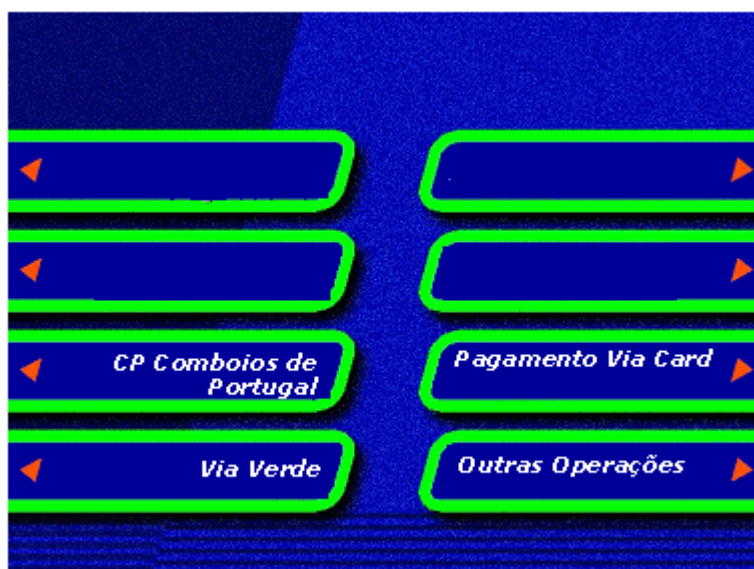 CP Comboios de
Portugal
Pagamento Via Card
Via Verde
Outras Operações